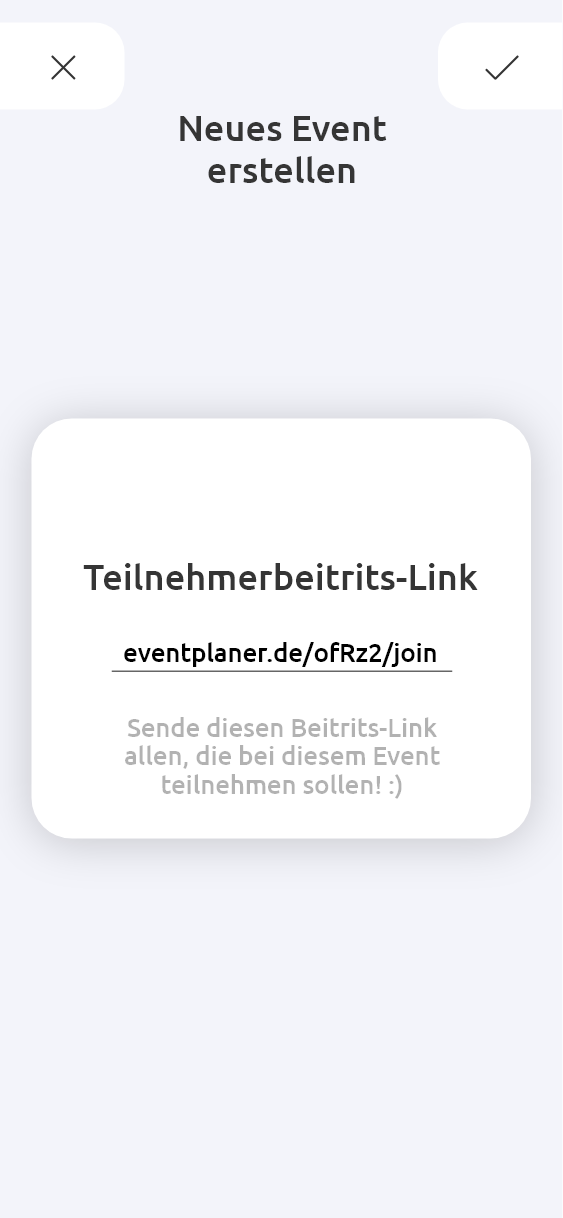 Neues Event
erstellen
Teilnehmerbeitrits-Link
eventplaner.de/ofRz2/join
Sende diesen Beitrits-Link
allen, die bei diesem Event
teilnehmen sollen! :)